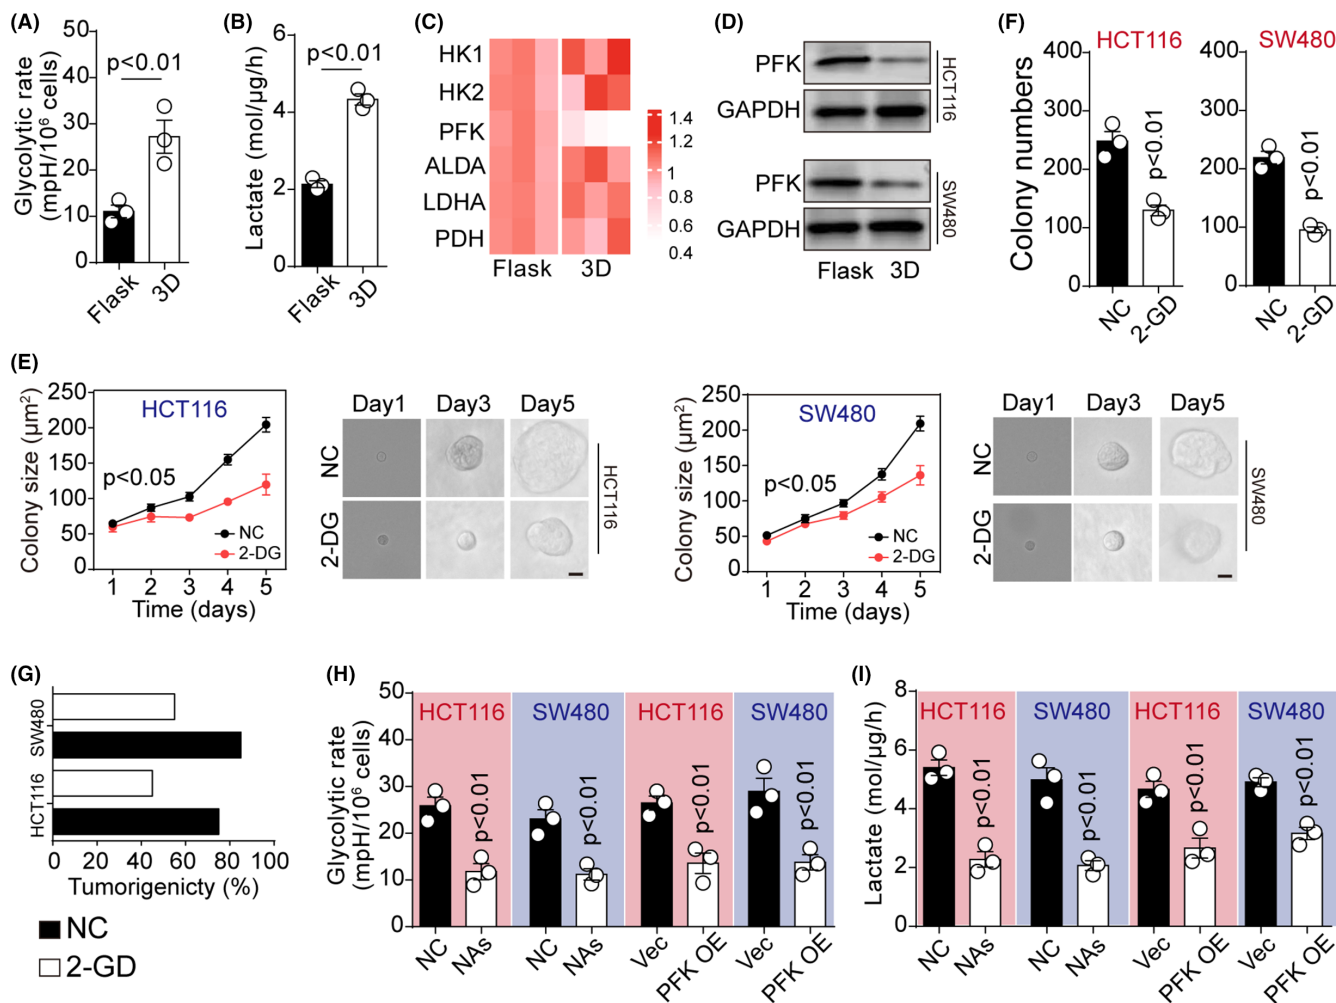 (A)
50
40
30
20
10
0
Glycolytic rate
(mpH/10⁶ cells)
p<0.01
Flask
3D
(B)
6
4
2
0
Lactate (mol/µg/h)
p<0.01
Flask
3D
(C)
HK1
HK2
PFK
ALDA
LDHA
PDH
Flask
3D
1.4
1.2
1
0.8
0.6
0.4
(D)
PFK
GAPDH
HCT116
PFK
GAPDH
SW480
Flask
3D
(F)
HCT116
SW480
Colony numbers
400
300
200
100
0
p<0.01
NC
2-GD
400
300
200
100
0
p<0.01
NC
2-GD
(E)
Colony size (µm²)
250
200
150
100
50
0
HCT116
p<0.05
NC
2-DG
1 2 3 4 5
Time (days)
Day1 Day3 Day5
NC
2-DG
HCT116
Colony size (µm²)
250
200
150
100
50
0
SW480
p<0.05
NC
2-DG
1 2 3 4 5
Time (days)
Day1 Day3 Day5
NC
2-DG
SW480
(G)
SW480
HCT116
0 20 40 60 80 100
Tumorigenicty (%)
NC
2-GD
(H)
Glycolytic rate
(mpH/10⁶ cells)
50
40
30
20
10
0
HCT116 SW480 HCT116 SW480
p<0.01 p<0.01 p<0.01 p<0.01
NC NAs NC NAs Vec PFK OE Vec PFK OE
(I)
Lactate (mol/µg/h)
8
6
4
2
0
HCT116 SW480 HCT116 SW480
p<0.01 p<0.01 p<0.01 p<0.01
NC NAs NC NAs Vec PFK OE Vec PFK OE